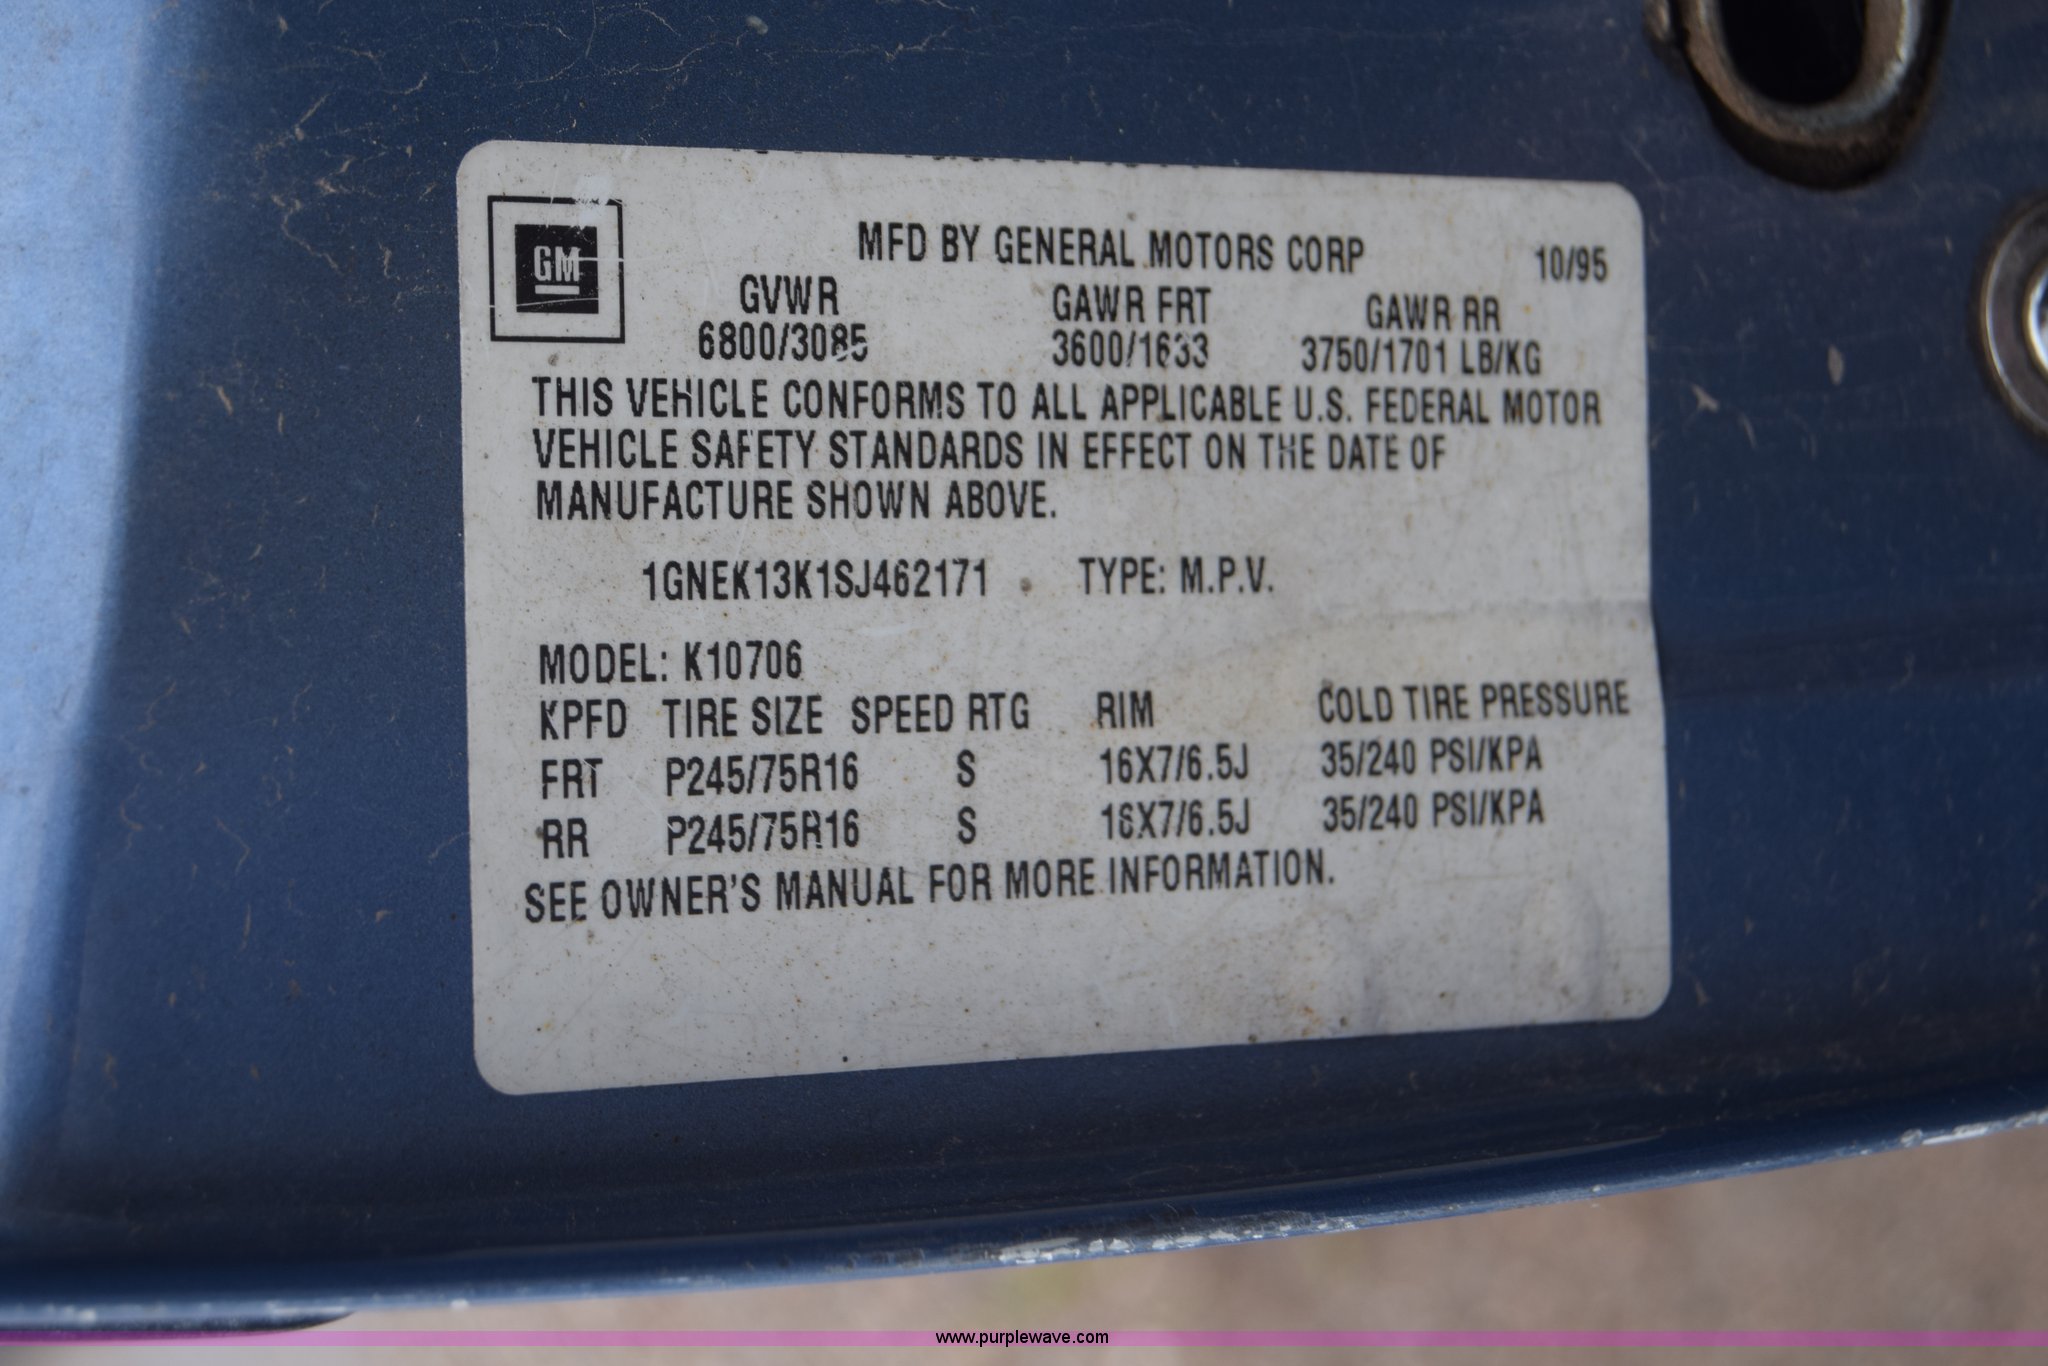 GM
MFD BY GENERAL MOTORS CORP 10/95
GVWR GAWR FRT GAWR RR
6800/3085 3600/1633 3750/1701 LB/KG
THIS VEHICLE CONFORMS TO ALL APPLICABLE U.S. FEDERAL MOTOR
VEHICLE SAFETY STANDARDS IN EFFECT ON THE DATE OF
MANUFACTURE SHOWN ABOVE.
1GNEK13K1SJ462171 TYPE: M.P.V.
MODEL: K10706
KPFD TIRE SIZE SPEED RTG RIM COLD TIRE PRESSURE
FRT P245/75R16 S 16X7/6.5J 35/240 PSI/KPA
RR P245/75R16 S 16X7/6.5J 35/240 PSI/KPA
SEE OWNER'S MANUAL FOR MORE INFORMATION.
www.purplewave.com